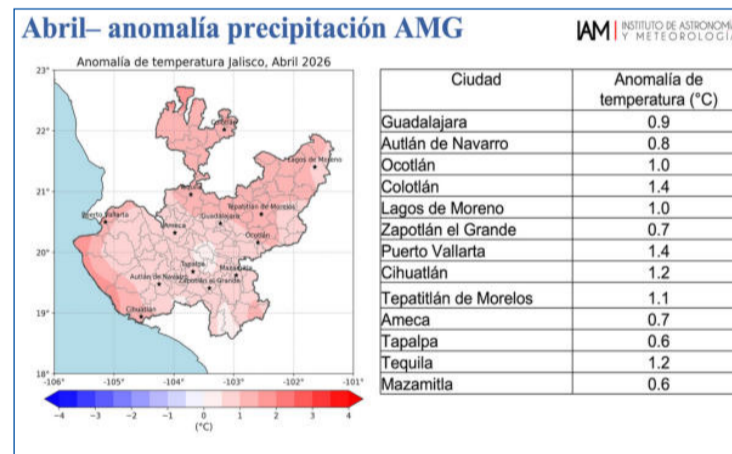 Abril– anomalía precipitación AMG
IAM INSTITUTO DE ASTRONOMÍA
Y METEOROLOGÍA
Anomalía de temperatura Jalisco, Abril 2026
23°
22°
21°
20°
19°
18°
-106°
-105°
-104°
-103°
-102°
-101°
Colotlán
Lagos de Moreno
Tequila
Tepatitlán de Morelos
Puerto Vallarta
Guadalajara
Ameca
Ocotlán
Tapalpa
Mazamitla
Autlán de Navarro
Zapotlán el Grande
Cihuatlán
−4 −3 −2 −1 0 1 2 3 4
(°C)
Ciudad Anomalía de
temperatura (°C)
Guadalajara 0.9
Autlán de Navarro 0.8
Ocotlán 1.0
Colotlán 1.4
Lagos de Moreno 1.0
Zapotlán el Grande 0.7
Puerto Vallarta 1.4
Cihuatlán 1.2
Tepatitlán de Morelos 1.1
Ameca 0.7
Tapalpa 0.6
Tequila 1.2
Mazamitla 0.6